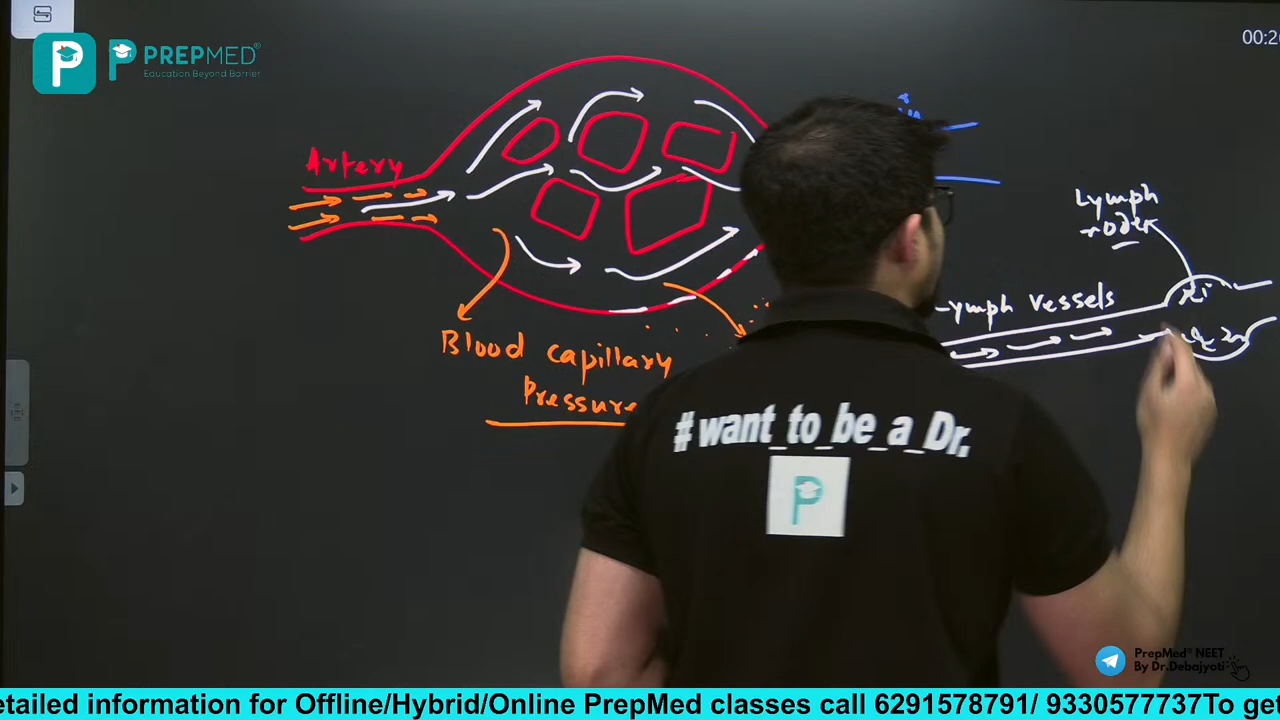 00:2
P
P PREPMED®
Education Beyond Barrier
Artery
Lymph
Lymph Vessels
Blood capillary
Pressure
# want_to_be_a_Dr.
P
PrepMed® NEET
By Dr.Debajyoti
etailed information for Offline/Hybrid/Online PrepMed classes call 6291578791/ 9330577737To get